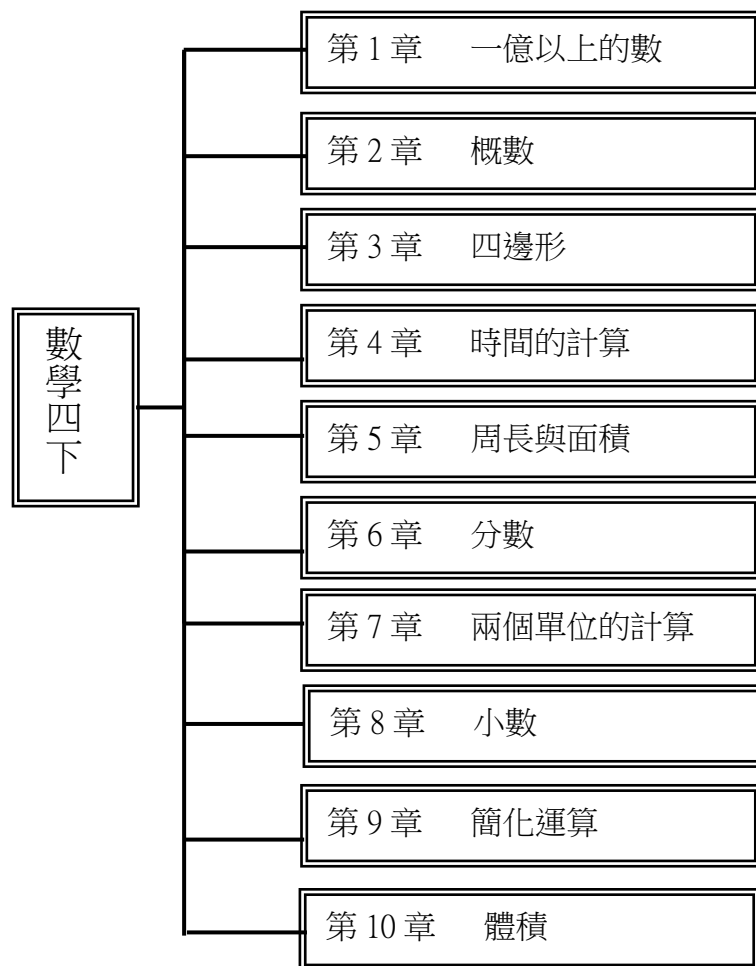 數學四下
第 1 章 一億以上的數
第 2 章 概數
第 3 章 四邊形
第 4 章 時間的計算
第 5 章 周長與面積
第 6 章 分數
第 7 章 兩個單位的計算
第 8 章 小數
第 9 章 簡化運算
第 10 章 體積